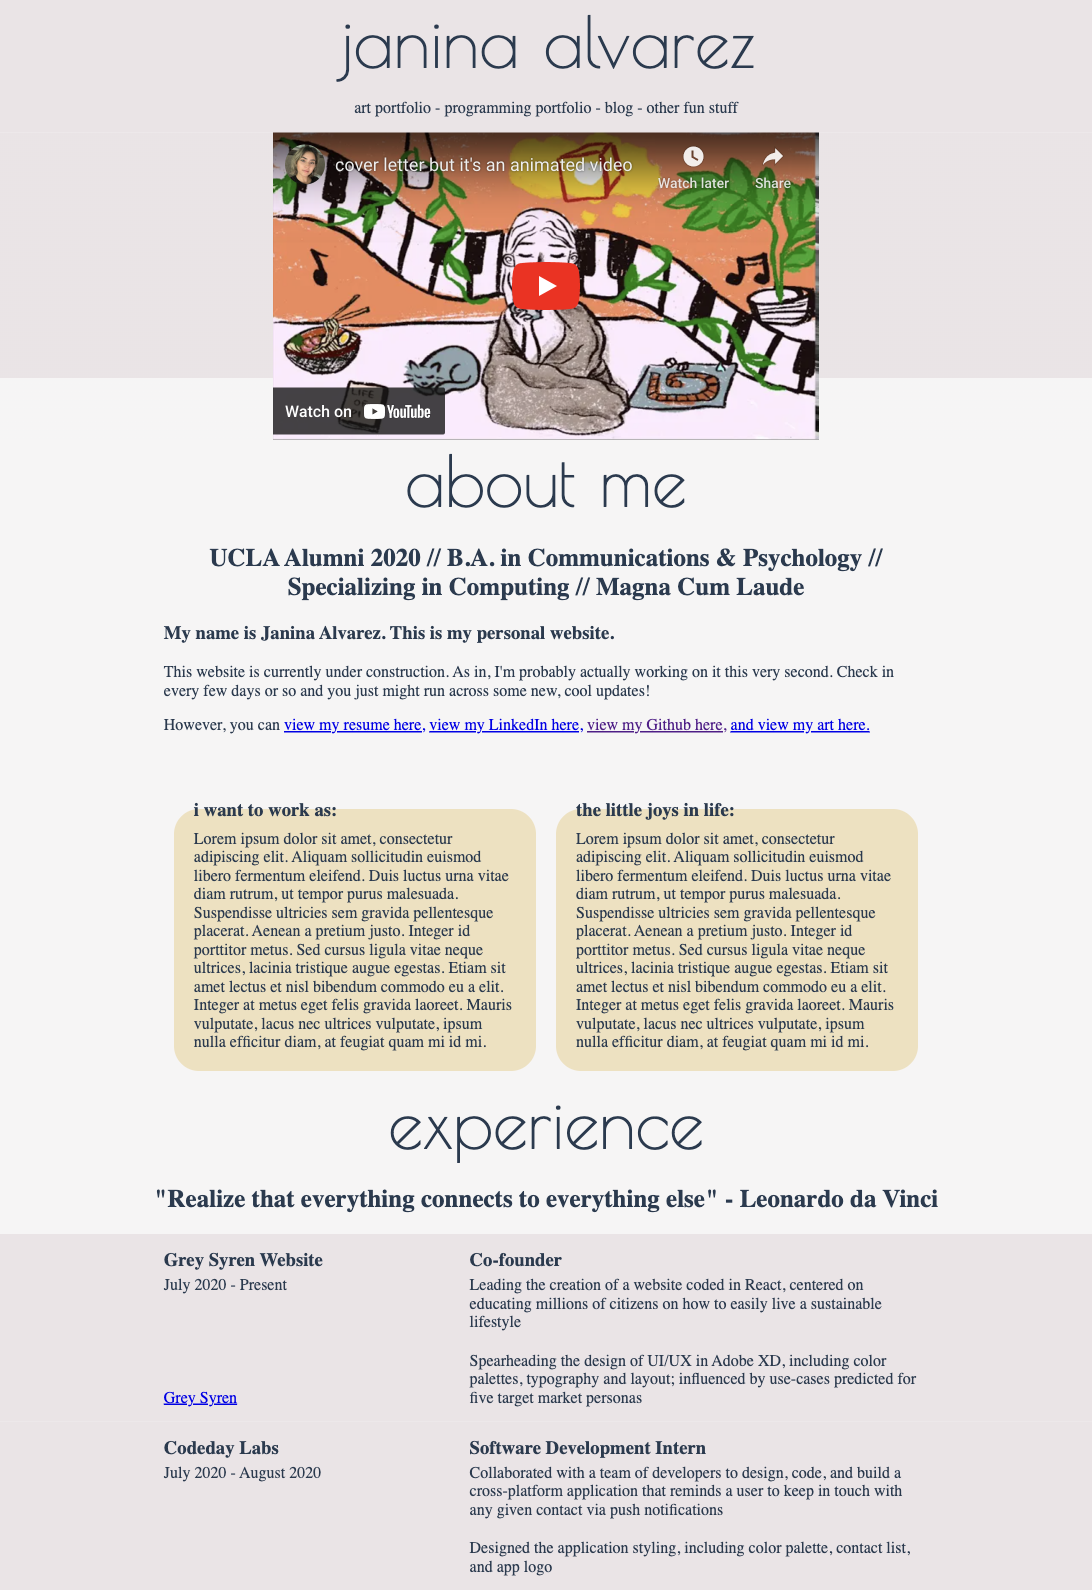 janina alvarez
art portfolio - programming portfolio - blog - other fun stuff
cover letter but it's an animated video
Watch later
Share
LIFE
OF
Watch on YouTube
about me
UCLA Alumni 2020 // B.A. in Communications & Psychology //
Specializing in Computing // Magna Cum Laude
My name is Janina Alvarez. This is my personal website.
This website is currently under construction. As in, I'm probably actually working on it this very second. Check in
every few days or so and you just might run across some new, cool updates!
However, you can view my resume here, view my LinkedIn here, view my Github here, and view my art here.
i want to work as:
Lorem ipsum dolor sit amet, consectetur
adipiscing elit. Aliquam sollicitudin euismod
libero fermentum eleifend. Duis luctus urna vitae
diam rutrum, ut tempor purus malesuada.
Suspendisse ultricies sem gravida pellentesque
placerat. Aenean a pretium justo. Integer id
porttitor metus. Sed cursus ligula vitae neque
ultrices, lacinia tristique augue egestas. Etiam sit
amet lectus et nisl bibendum commodo eu a elit.
Integer at metus eget felis gravida laoreet. Mauris
vulputate, lacus nec ultrices vulputate, ipsum
nulla efficitur diam, at feugiat quam mi id mi.
the little joys in life:
Lorem ipsum dolor sit amet, consectetur
adipiscing elit. Aliquam sollicitudin euismod
libero fermentum eleifend. Duis luctus urna vitae
diam rutrum, ut tempor purus malesuada.
Suspendisse ultricies sem gravida pellentesque
placerat. Aenean a pretium justo. Integer id
porttitor metus. Sed cursus ligula vitae neque
ultrices, lacinia tristique augue egestas. Etiam sit
amet lectus et nisl bibendum commodo eu a elit.
Integer at metus eget felis gravida laoreet. Mauris
vulputate, lacus nec ultrices vulputate, ipsum
nulla efficitur diam, at feugiat quam mi id mi.
experience
"Realize that everything connects to everything else" - Leonardo da Vinci
Grey Syren Website
July 2020 - Present
Grey Syren
Co-founder
Leading the creation of a website coded in React, centered on
educating millions of citizens on how to easily live a sustainable
lifestyle
Spearheading the design of UI/UX in Adobe XD, including color
palettes, typography and layout; influenced by use-cases predicted for
five target market personas
Codeday Labs
July 2020 - August 2020
Software Development Intern
Collaborated with a team of developers to design, code, and build a
cross-platform application that reminds a user to keep in touch with
any given contact via push notifications
Designed the application styling, including color palette, contact list,
and app logo